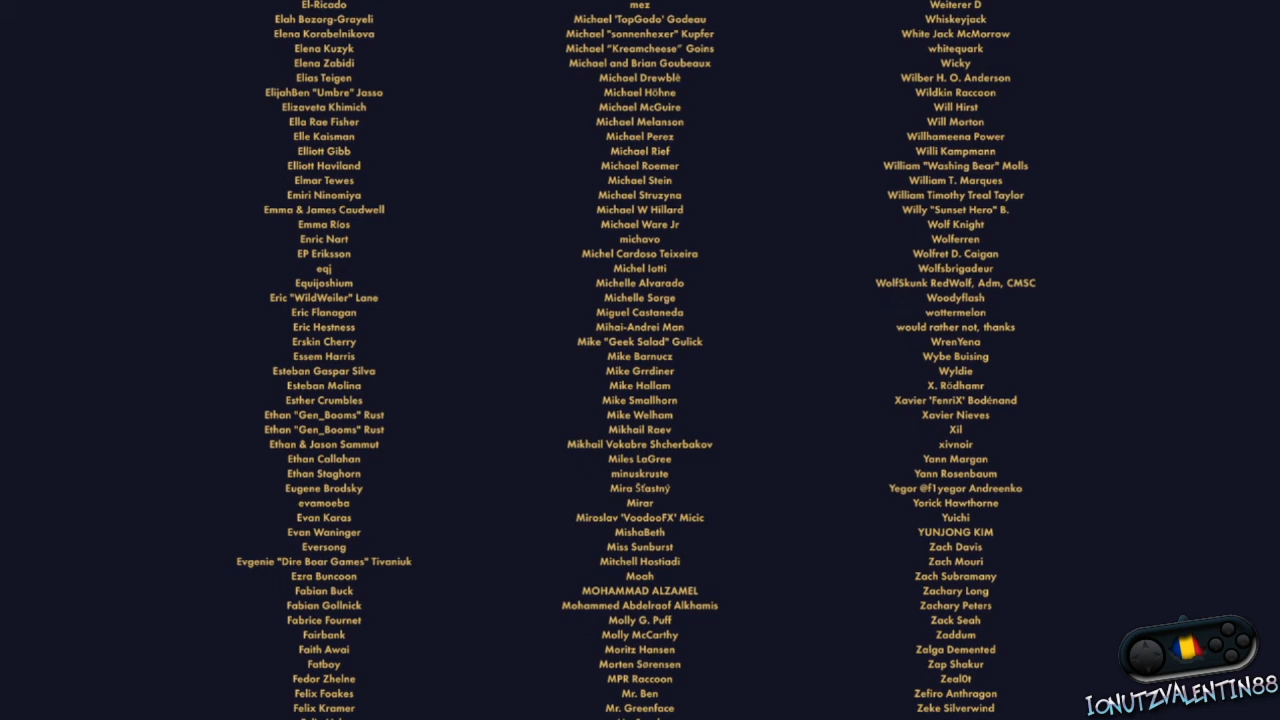 El-Ricado
Elah Bozorg-Grayeli
Elena Korabelnikova
Elena Kuzyk
Elena Zabidi
Elias Teigen
ElijahBen "Umbre" Jasso
Elizaveta Khimich
Ella Rae Fisher
Elle Kaisman
Elliott Gibb
Elliott Haviland
Elmar Tewes
Emiri Ninomiya
Emma & James Caudwell
Emma Ríos
Enric Nart
EP Eriksson
eqj
Equijoshium
Eric "WildWeiler" Lane
Eric Flanagan
Eric Hestness
Erskin Cherry
Essem Harris
Esteban Gaspar Silva
Esteban Molina
Esther Crumbles
Ethan "Gen_Booms" Rust
Ethan "Gen_Booms" Rust
Ethan & Jason Sammut
Ethan Callahan
Ethan Staghorn
Eugene Brodsky
evamoeba
Evan Karas
Evan Waninger
Eversong
Evgenie "Dire Boar Games" Tivaniuk
Ezra Buncoon
Fabian Buck
Fabian Gollnick
Fabrice Fournet
Fairbank
Faith Awai
Fatboy
Fedor Zhelne
Felix Foakes
Felix Kramer
mez
Michael 'TopGodo' Godeau
Michael "sonnenhexer" Kupfer
Michael “Kreamcheese” Goins
Michael and Brian Goubeaux
Michael Drewblè
Michael Höhne
Michael McGuire
Michael Melanson
Michael Perez
Michael Rief
Michael Roemer
Michael Stein
Michael Struzyna
Michael W Hillard
Michael Ware Jr
michavo
Michel Cardoso Teixeira
Michel Iotti
Michelle Alvarado
Michelle Sorge
Miguel Castaneda
Mihai-Andrei Man
Mike "Geek Salad" Gulick
Mike Barnucz
Mike Grrdiner
Mike Hallam
Mike Smallhorn
Mike Welham
Mikhail Raev
Mikhail Vokabre Shcherbakov
Miles LaGree
minuskruste
Mira Šťastný
Mirar
Miroslav 'VoodooFX' Micic
MishaBeth
Miss Sunburst
Mitchell Hostiadi
Moah
MOHAMMAD ALZAMEL
Mohammed Abdelraof Alkhamis
Molly G. Puff
Molly McCarthy
Moritz Hansen
Morten Sørensen
MPR Raccoon
Mr. Ben
Mr. Greenface
Weiterer D
Whiskeyjack
White Jack McMorrow
whitequark
Wicky
Wilber H. O. Anderson
Wildkin Raccoon
Will Hirst
Will Morton
Willhameena Power
Willi Kampmann
William "Washing Bear" Molls
William T. Marques
William Timothy Treal Taylor
Willy "Sunset Hero" B.
Wolf Knight
Wolferren
Wolfret D. Caigan
Wolfsbrigadeur
WolfSkunk RedWolf, Adm, CMSC
Woodyflash
wottermelon
would rather not, thanks
WrenYena
Wybe Buising
Wyldie
X. Rödhamr
Xavier 'FenriX' Bodénand
Xavier Nieves
Xil
xivnoir
Yann Margan
Yann Rosenbaum
Yegor @f1yegor Andreenko
Yorick Hawthorne
Yuichi
YUNJONG KIM
Zach Davis
Zach Mouri
Zach Subramany
Zachary Long
Zachary Peters
Zack Seah
Zaddum
Zalga Demented
Zap Shakur
Zeal0t
Zefiro Anthragon
Zeke Silverwind
IONUTZVALENTIN88